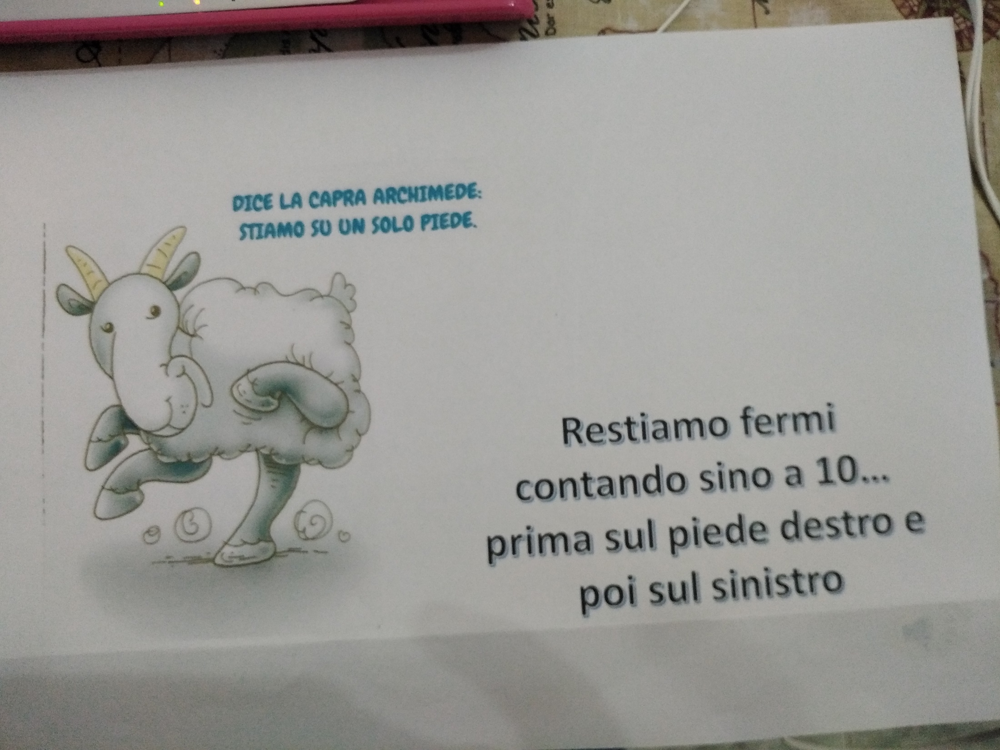 DICE LA CAPRA ARCHIMEDE:
STIAMO SU UN SOLO PIEDE.
Restiamo fermi
contando sino a 10...
prima sul piede destro e
poi sul sinistro